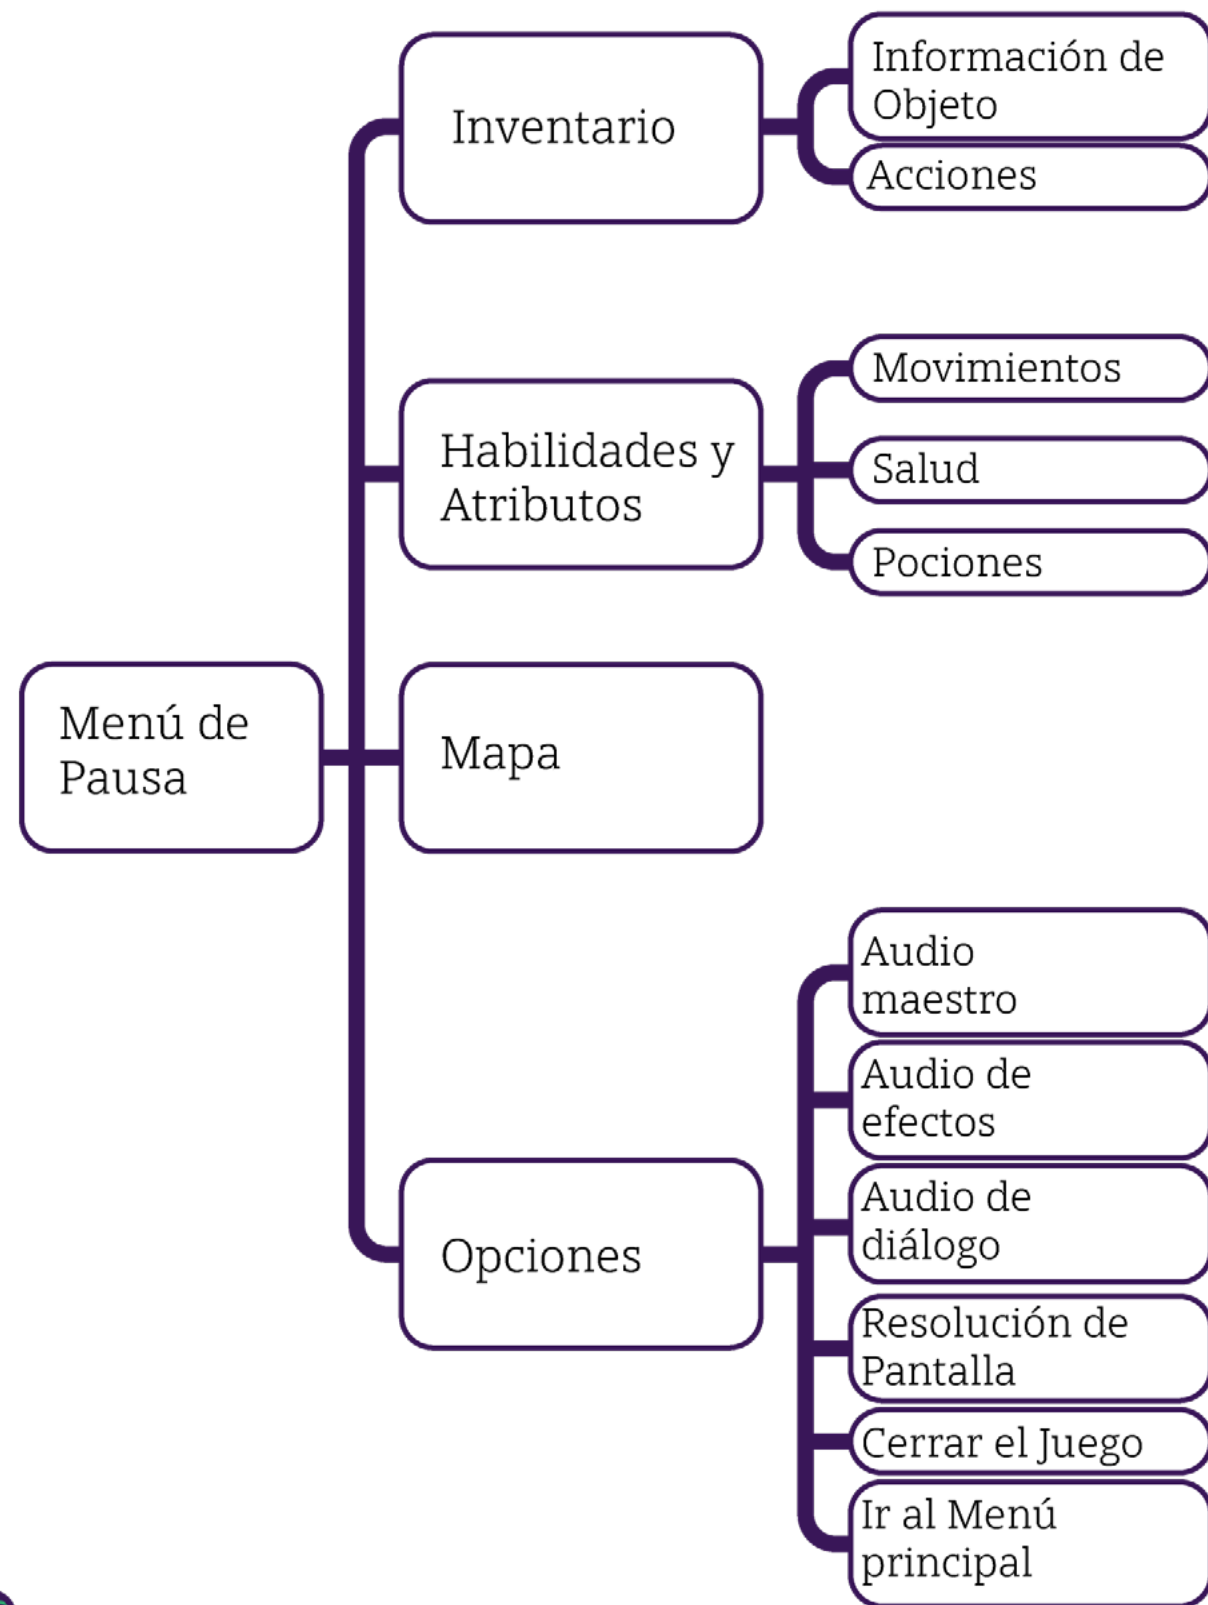 Menú de
Pausa
Inventario
Información de
Objeto
Acciones
Habilidades y
Atributos
Movimientos
Salud
Pociones
Mapa
Opciones
Audio
maestro
Audio de
efectos
Audio de
diálogo
Resolución de
Pantalla
Cerrar el Juego
Ir al Menú
principal